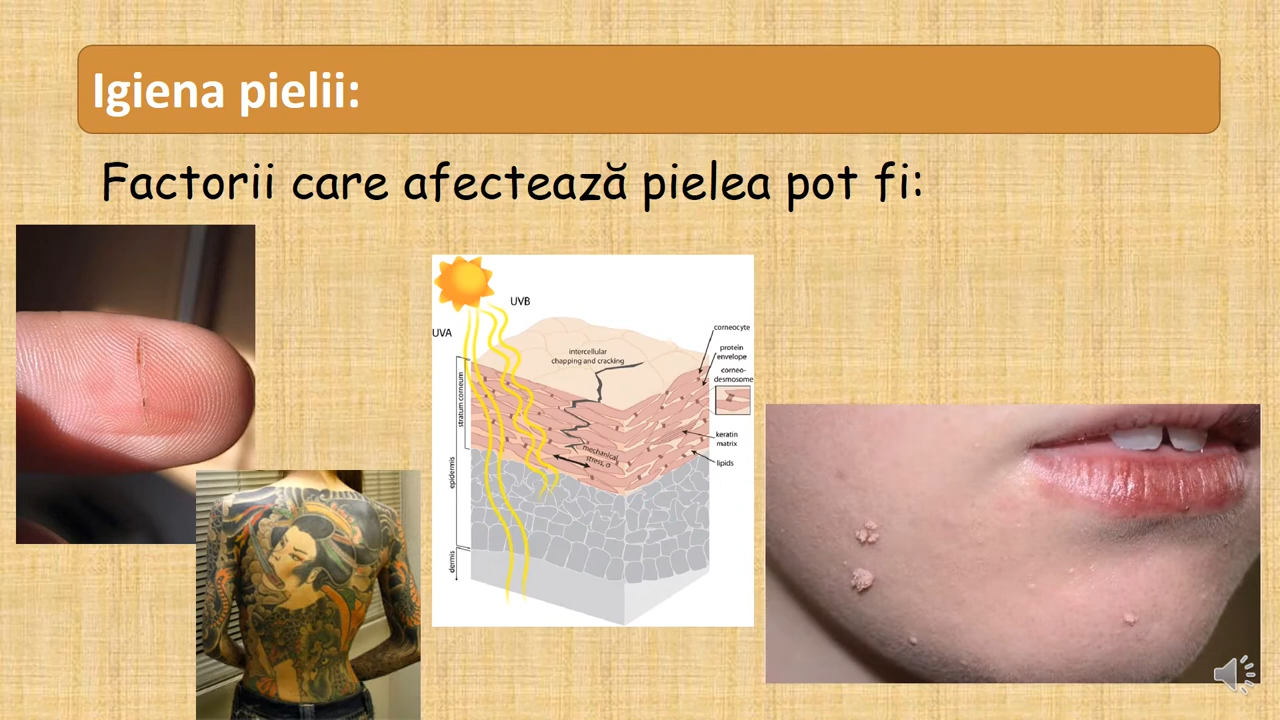 Igiena pielii:
Factorii care afectează pielea pot fi:
UVB
UVA
corneocyte
protein
envelope
corneo-
desmosome
intercellular
chapping and cracking
stratum corneum
keratin
matrix
mechanical
stress, σ
lipids
epidermis
dermis